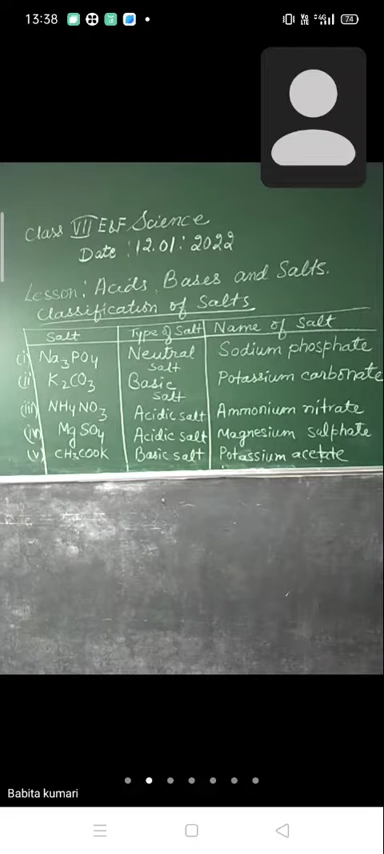 13:38
74
Class VII E&F Science
Date : 12.01 : 2022
Lesson : Acids, Bases and Salts.
Classification of Salts
Salt Type of Salt Name of Salt
(i) Na3PO4 Neutral salt Sodium phosphate
(ii) K2CO3 Basic salt Potassium carbonate
(iii) NH4NO3 Acidic salt Ammonium nitrate
(iv) MgSO4 Acidic salt Magnesium sulphate
(v) CH3COOK Basic salt Potassium acetate
Babita kumari